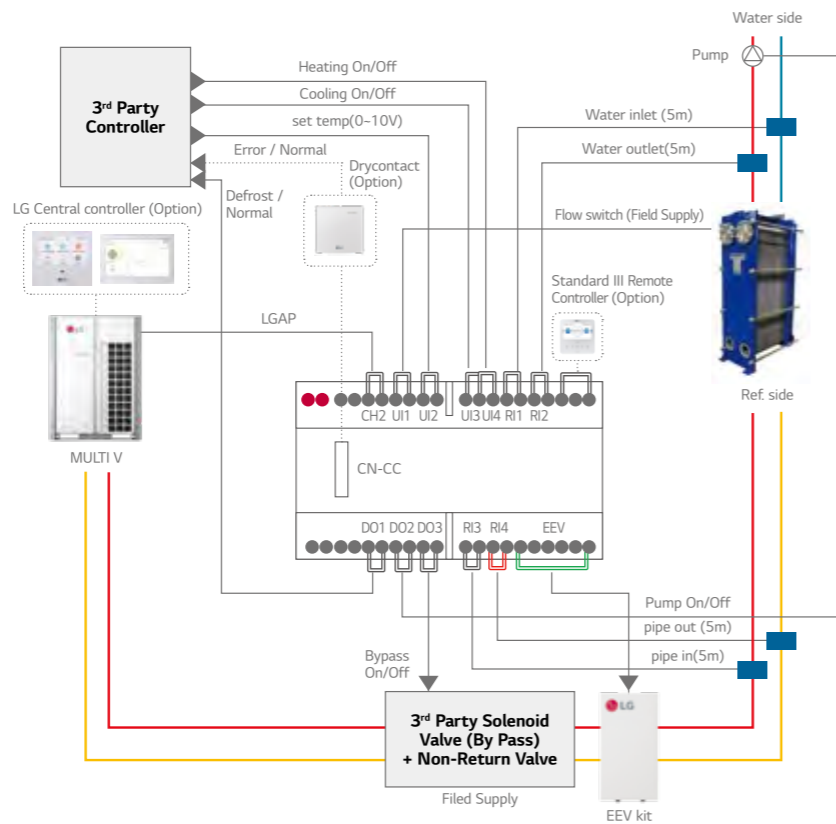 Water side
Pump
3rd Party
Controller
Heating On/Off
Cooling On/Off
set temp(0~10V)
Error / Normal
Defrost /
Normal
Drycontact
(Option)
Water inlet (5m)
Water outlet(5m)
LG Central controller (Option)
Flow switch (Field Supply)
Standard III Remote
Controller (Option)
LG
LGAP
MULTI V
Ref. side
CH2 UI1 UI2 UI3 UI4 RI1 RI2
CN-CC
DO1 DO2 DO3 RI3 RI4 EEV
Pump On/Off
pipe out (5m)
pipe in(5m)
Bypass
On/Off
3rd Party Solenoid
Valve (By Pass)
+ Non-Return Valve
Filed Supply
LG
EEV kit